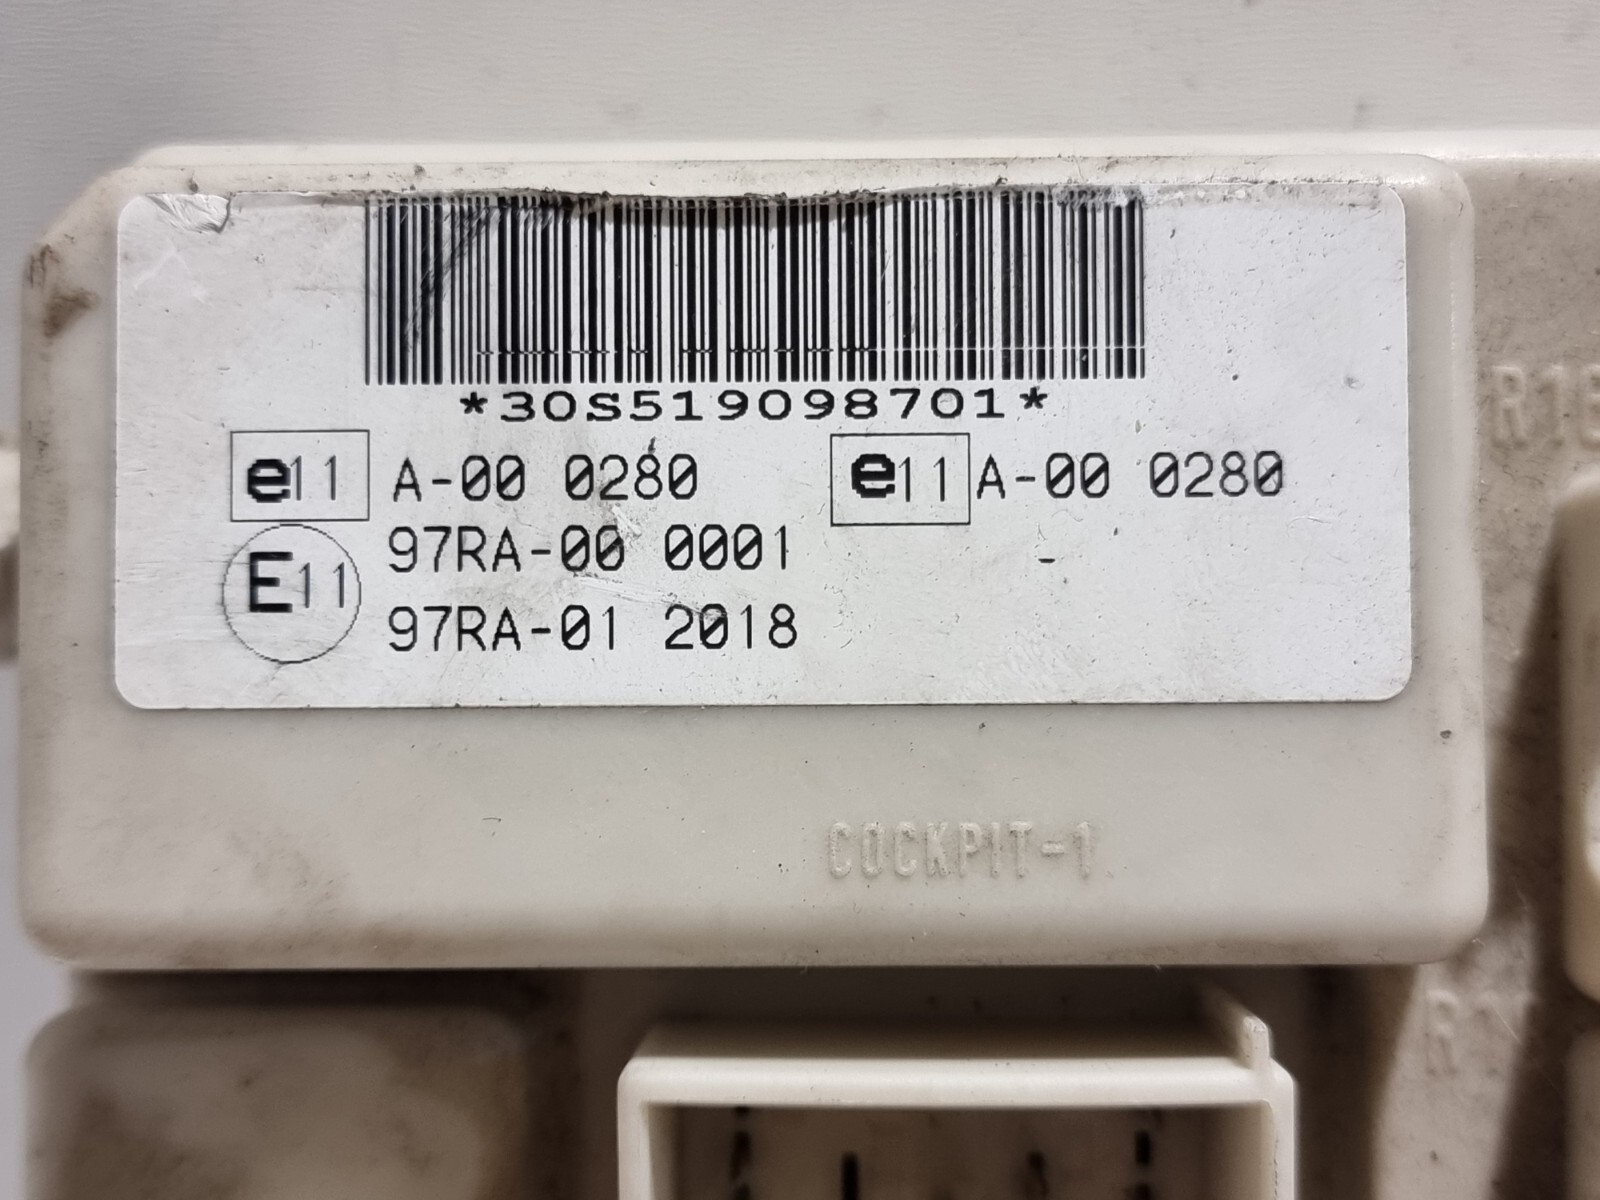 *30S519098701*
e11 A-00 0280 e11 A-00 0280
97RA-00 0001 -
E11
97RA-01 2018
COCKPIT-1